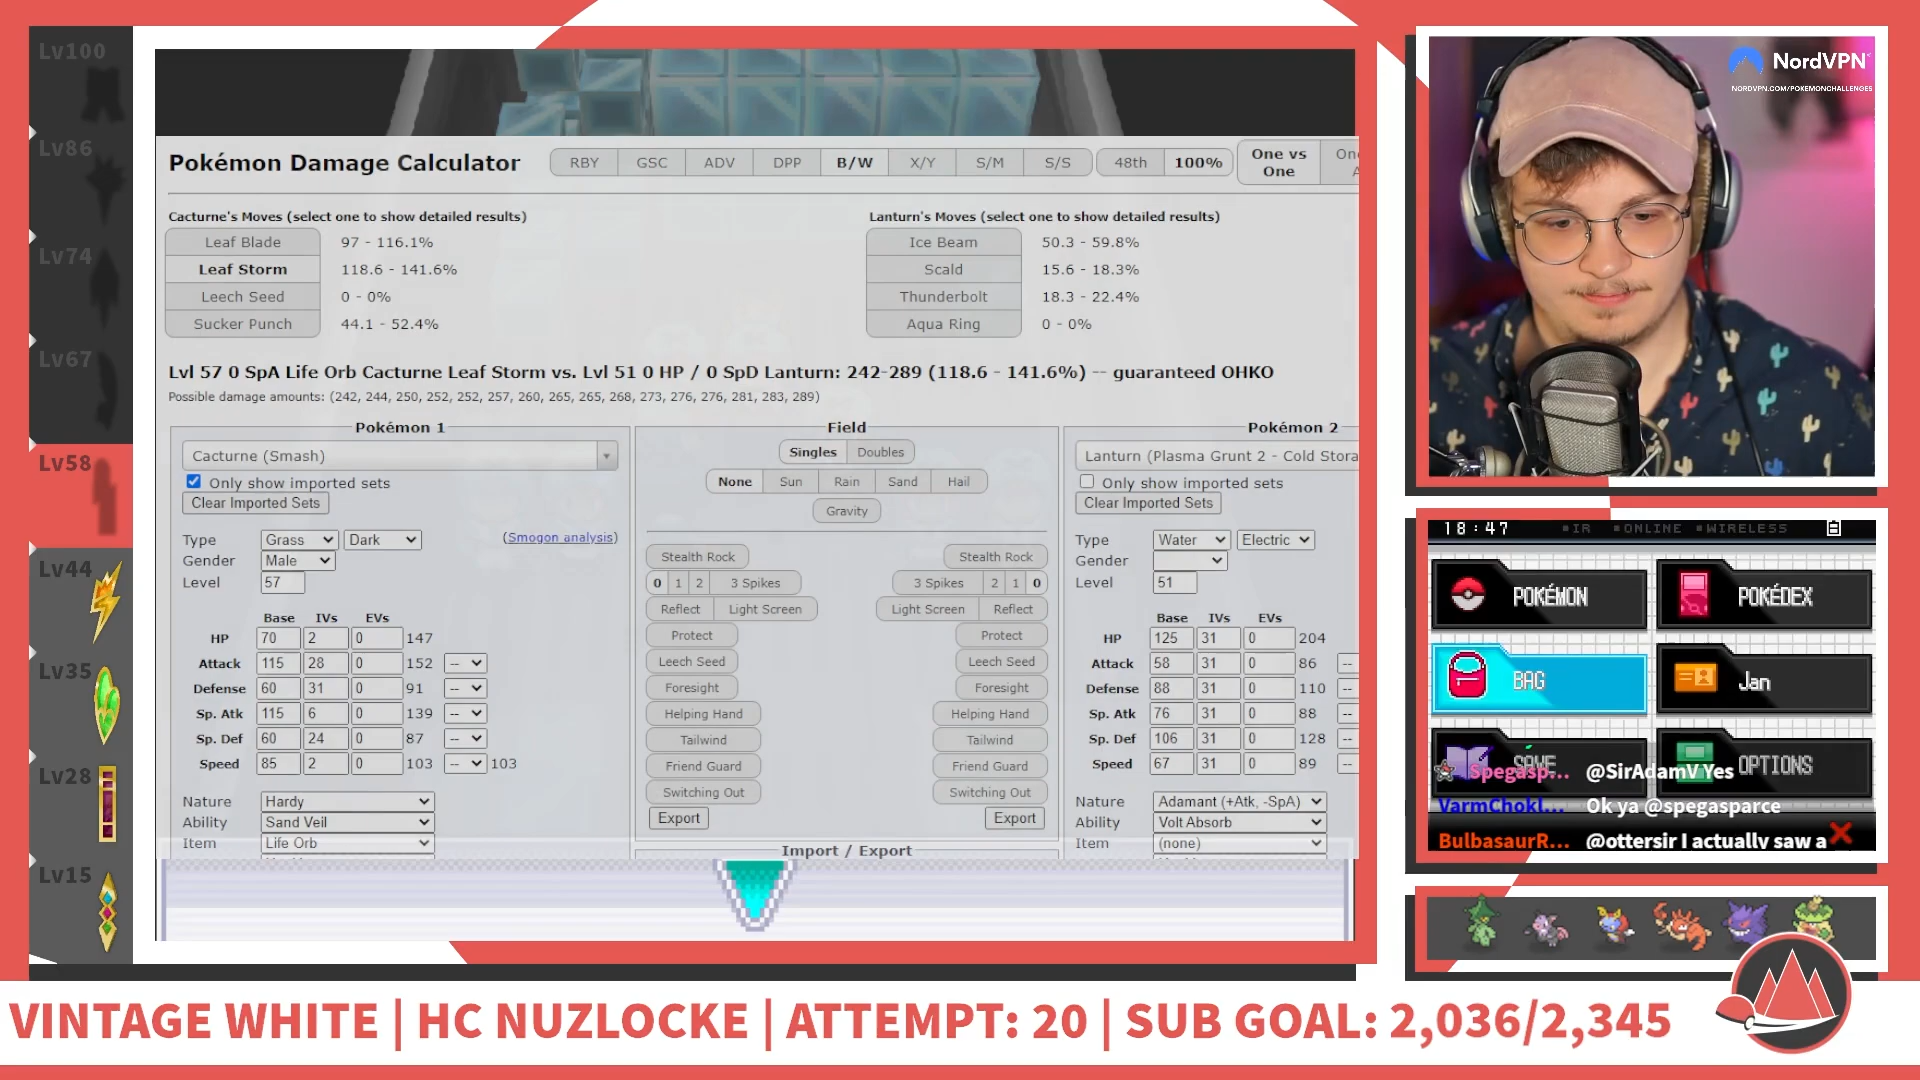 Lv100
Lv86
Lv74
Lv67
Lv58
Lv44
Lv35
Lv28
Lv15
Pokémon Damage Calculator
RBY GSC ADV DPP B/W X/Y S/M S/S 48th 100%
One vs One
Cacturne's Moves (select one to show detailed results)
Leaf Blade 97 - 116.1%
Leaf Storm 118.6 - 141.6%
Leech Seed 0 - 0%
Sucker Punch 44.1 - 52.4%
Lanturn's Moves (select one to show detailed results)
Ice Beam 50.3 - 59.8%
Scald 15.6 - 18.3%
Thunderbolt 18.3 - 22.4%
Aqua Ring 0 - 0%
Lvl 57 0 SpA Life Orb Cacturne Leaf Storm vs. Lvl 51 0 HP / 0 SpD Lanturn: 242-289 (118.6 - 141.6%) -- guaranteed OHKO
Possible damage amounts: (242, 244, 250, 252, 252, 257, 260, 265, 265, 268, 273, 276, 276, 281, 283, 289)
Pokémon 1
Cacturne (Smash)
Only show imported sets
Clear Imported Sets
Type Grass Dark (Smogon analysis)
Gender Male
Level 57
Base IVs EVs
HP 70 2 0 147
Attack 115 28 0 152 --
Defense 60 31 0 91 --
Sp. Atk 115 6 0 139 --
Sp. Def 60 24 0 87 --
Speed 85 2 0 103 -- 103
Nature Hardy
Ability Sand Veil
Item Life Orb
Field
Singles Doubles
None Sun Rain Sand Hail
Gravity
Stealth Rock Stealth Rock
0 1 2 3 Spikes 3 Spikes 2 1 0
Reflect Light Screen Light Screen Reflect
Protect Protect
Leech Seed Leech Seed
Foresight Foresight
Helping Hand Helping Hand
Tailwind Tailwind
Friend Guard Friend Guard
Switching Out Switching Out
Export Export
Import / Export
Pokémon 2
Lanturn (Plasma Grunt 2 - Cold Stora
Only show imported sets
Clear Imported Sets
Type Water Electric
Gender
Level 51
Base IVs EVs
HP 125 31 0 204
Attack 58 31 0 86 --
Defense 88 31 0 110 --
Sp. Atk 76 31 0 88 --
Sp. Def 106 31 0 128 --
Speed 67 31 0 89 --
Nature Adamant (+Atk, -SpA)
Ability Volt Absorb
Item (none)
NordVPN
NORDVPN.COM/POKEMONCHALLENGES
18:47 IR ONLINE WIRELESS
POKéMON POKéDEX
BAG Jan
SAVE OPTIONS
Spegasp... @SirAdamV Yes
VarmChokl... Ok ya @spegasparce
BulbasaurR... @ottersir I actually saw a
VINTAGE WHITE | HC NUZLOCKE | ATTEMPT: 20 | SUB GOAL: 2,036/2,345